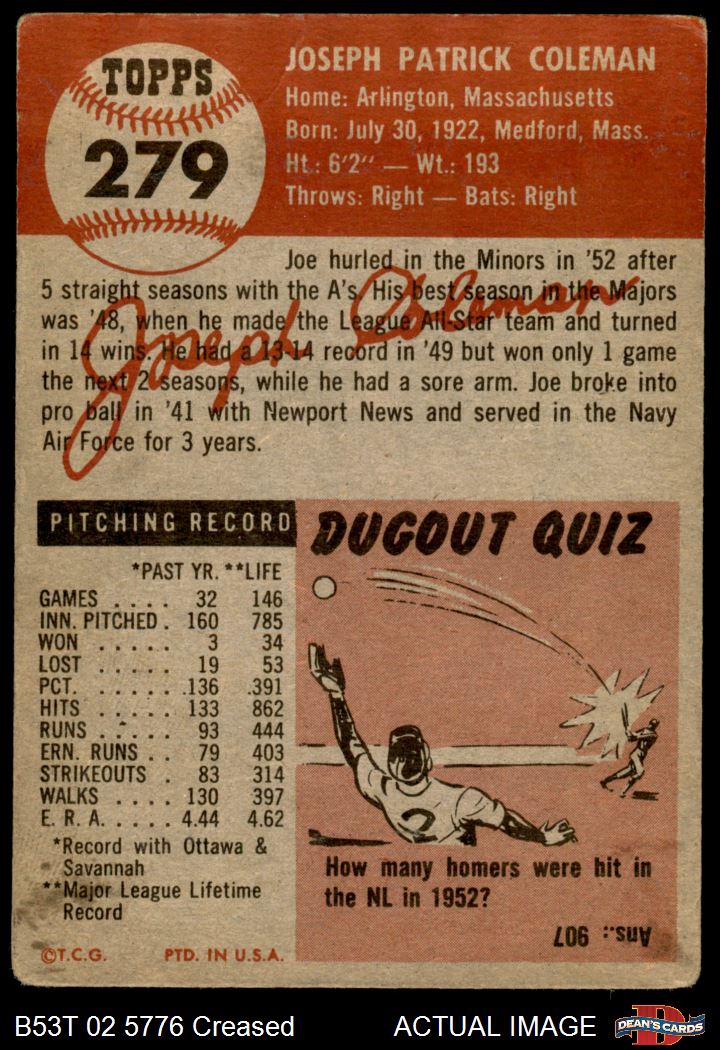 TOPPS
279
JOSEPH PATRICK COLEMAN
Home: Arlington, Massachusetts
Born: July 30, 1922, Medford, Mass.
Ht.: 6'2" — Wt.: 193
Throws: Right — Bats: Right
Joe hurled in the Minors in '52 after
5 straight seasons with the A's. His best season in the Majors
was '48, when he made the League All-Star team and turned
in 14 wins. He had a 13-14 record in '49 but won only 1 game
the next 2 seasons, while he had a sore arm. Joe broke into
pro ball in '41 with Newport News and served in the Navy
Air Force for 3 years.
Joseph Coleman
PITCHING RECORD
*PAST YR. **LIFE
GAMES . . . . 32 146
INN. PITCHED . 160 785
WON . . . . . 3 34
LOST . . . . . 19 53
PCT. . . . . . .136 .391
HITS . . . . . 133 862
RUNS . . . . . 93 444
ERN. RUNS . . 79 403
STRIKEOUTS . 83 314
WALKS . . . . 130 397
E. R. A. . . . . 4.44 4.62
*Record with Ottawa &
Savannah
**Major League Lifetime
Record
©T.C.G. PTD. IN U.S.A.
DUGOUT QUIZ
2
How many homers were hit in
the NL in 1952?
Ans.: 907
B53T 02 5776 Creased
ACTUAL IMAGE
D
DEAN'S CARDS